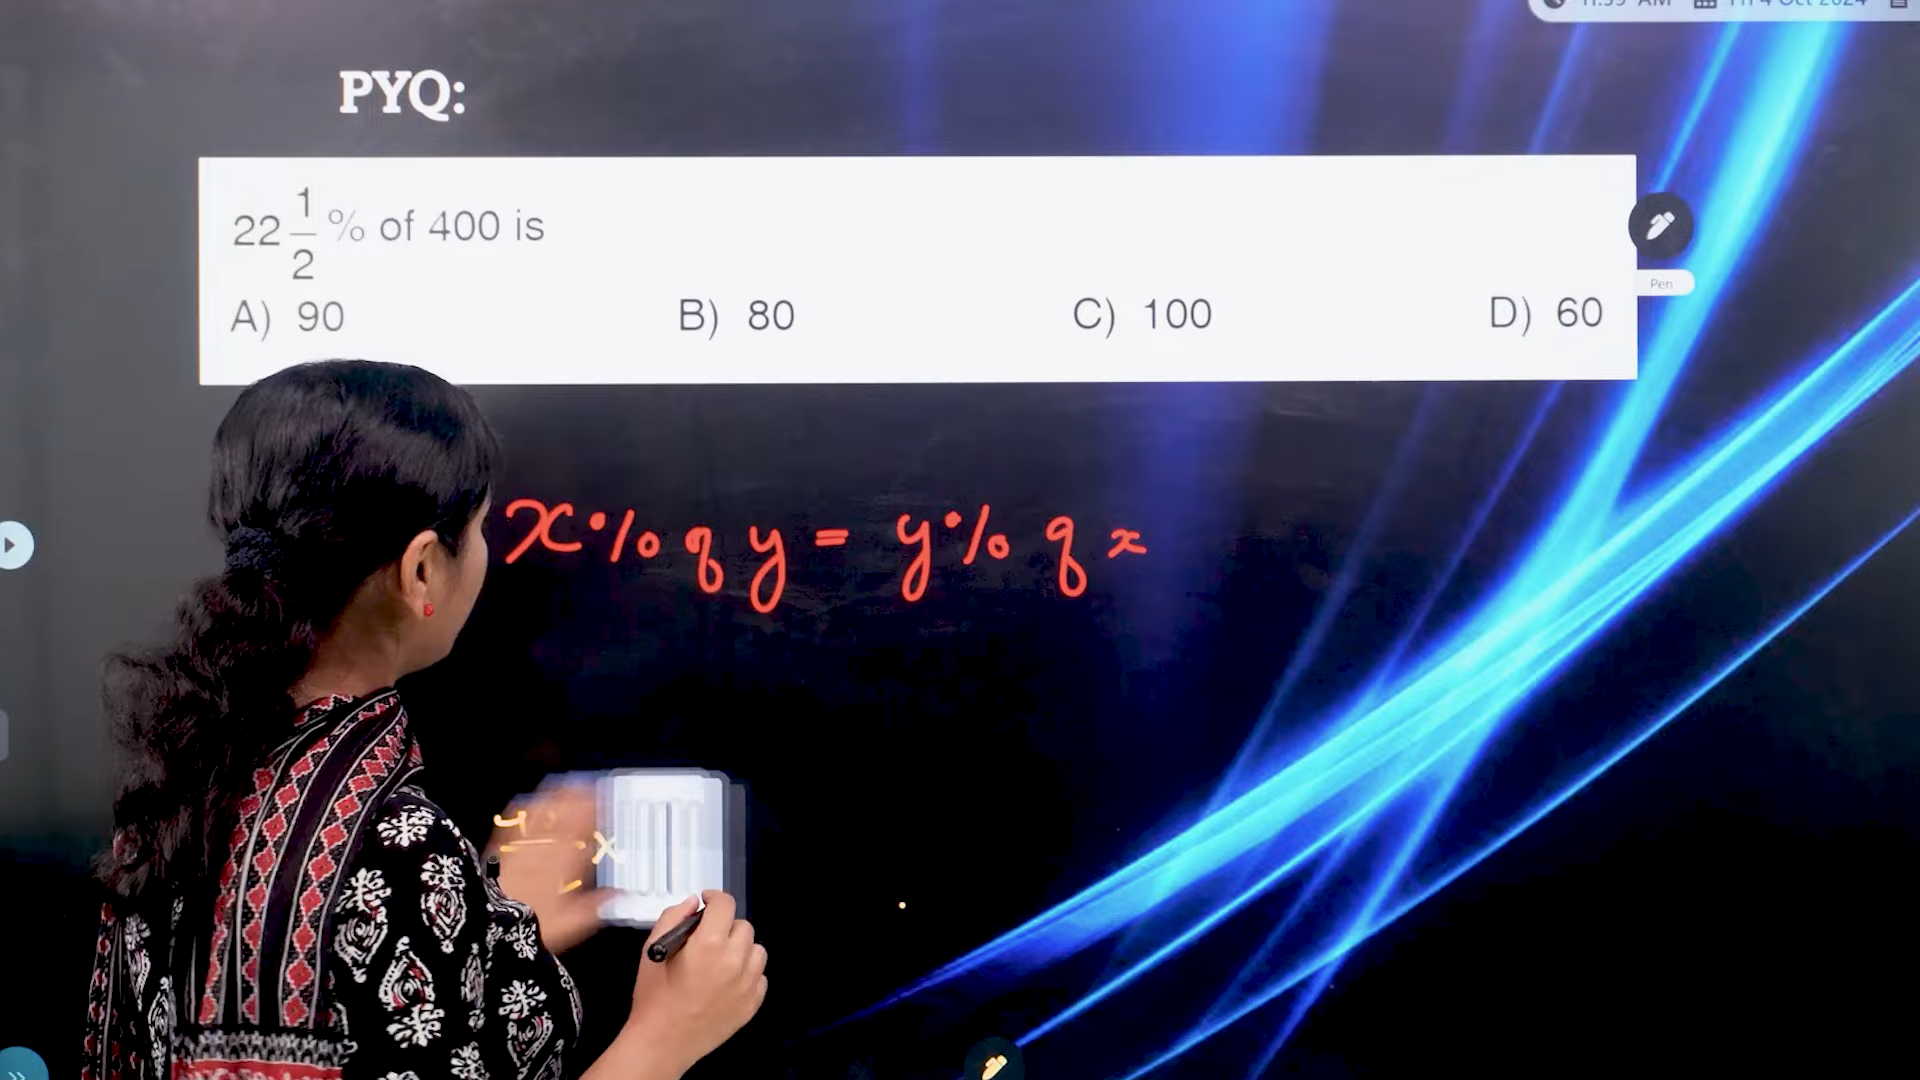 PYQ:
22 1/2 % of 400 is
A) 90 B) 80 C) 100 D) 60
Pen
x% of y = y% of x
×